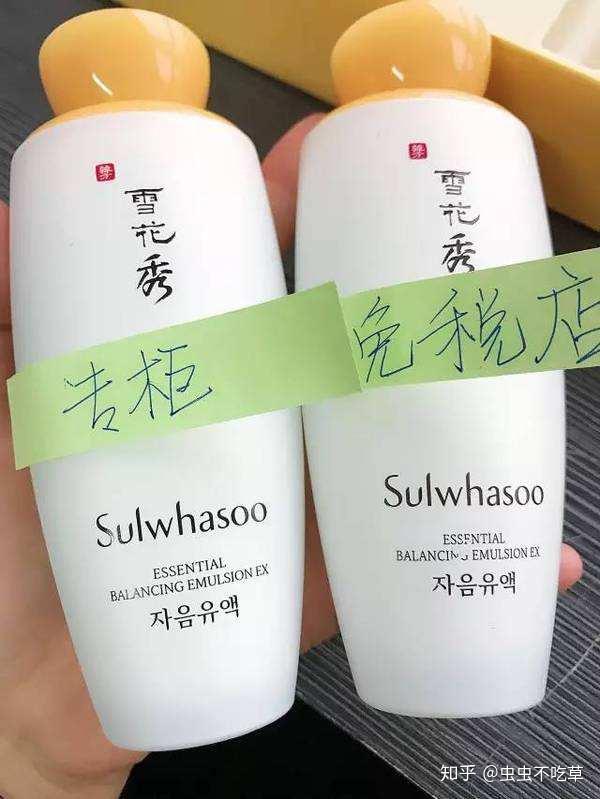 雪花秀
专柜
Sulwhasoo
ESSENTIAL
BALANCING EMULSION EX
자음유액
雪花秀
免税店
Sulwhasoo
ESSENTIAL
BALANCING EMULSION EX
자음유액
知乎 @虫虫不吃草